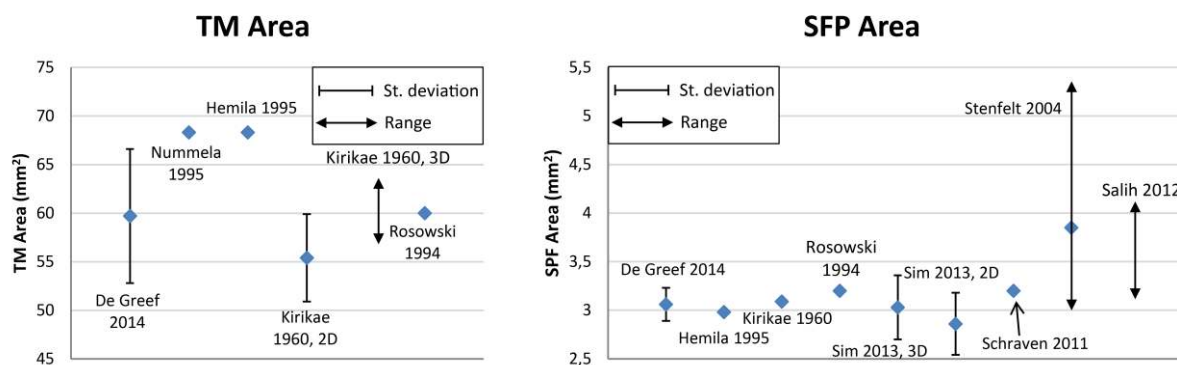 TM Area
75
70
65
60
55
50
45
TM Area (mm²)
St. deviation
Range
Hemila 1995
Nummela
1995
Kirikae 1960, 3D
Rosowski
1994
De Greef
2014
Kirikae
1960, 2D
SFP Area
5,5
5
4,5
4
3,5
3
2,5
SPF Area (mm²)
St. deviation
Range
Stenfelt 2004
Salih 2012
Rosowski
1994
De Greef 2014
Sim 2013, 2D
Kirikae 1960
Hemila 1995
Sim 2013, 3D
Schraven 2011